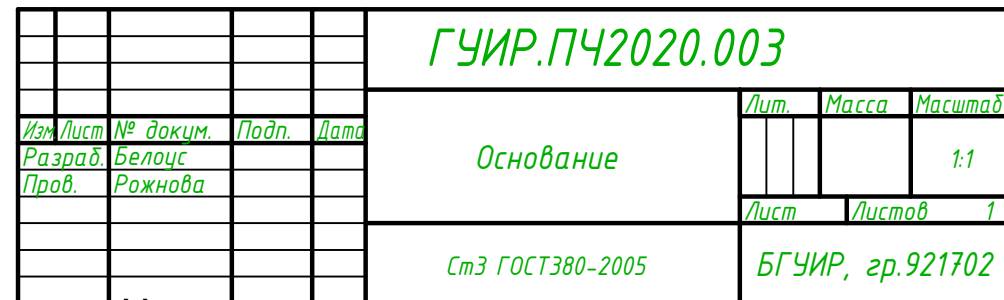 ГУИР.ПЧ2020.003
Лит. Масса Масштаб
Изм Лист № докум. Подп. Дата
Разраб. Белоус
Основание
1:1
Пров. Рожнова
Лист Листов 1
Ст3 ГОСТ380-2005
БГУИР, гр.921702